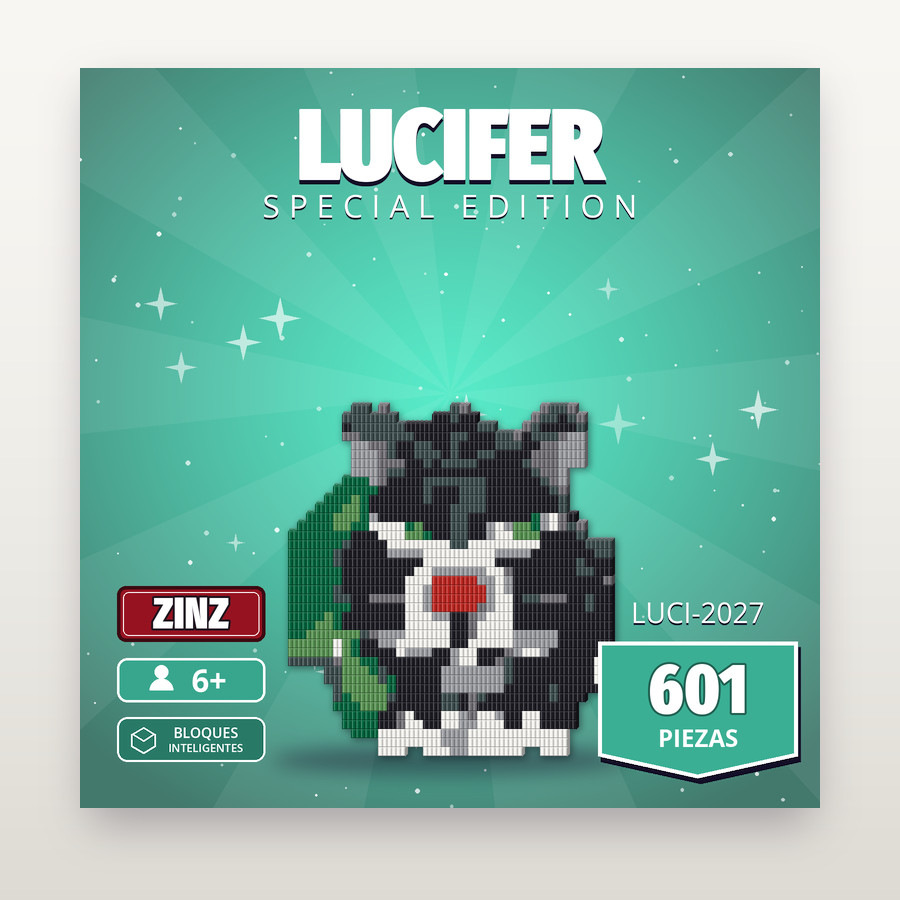 LUCIFER
SPECIAL EDITION
ZINZ
6+
BLOQUES
INTELIGENTES
LUCI-2027
601
PIEZAS